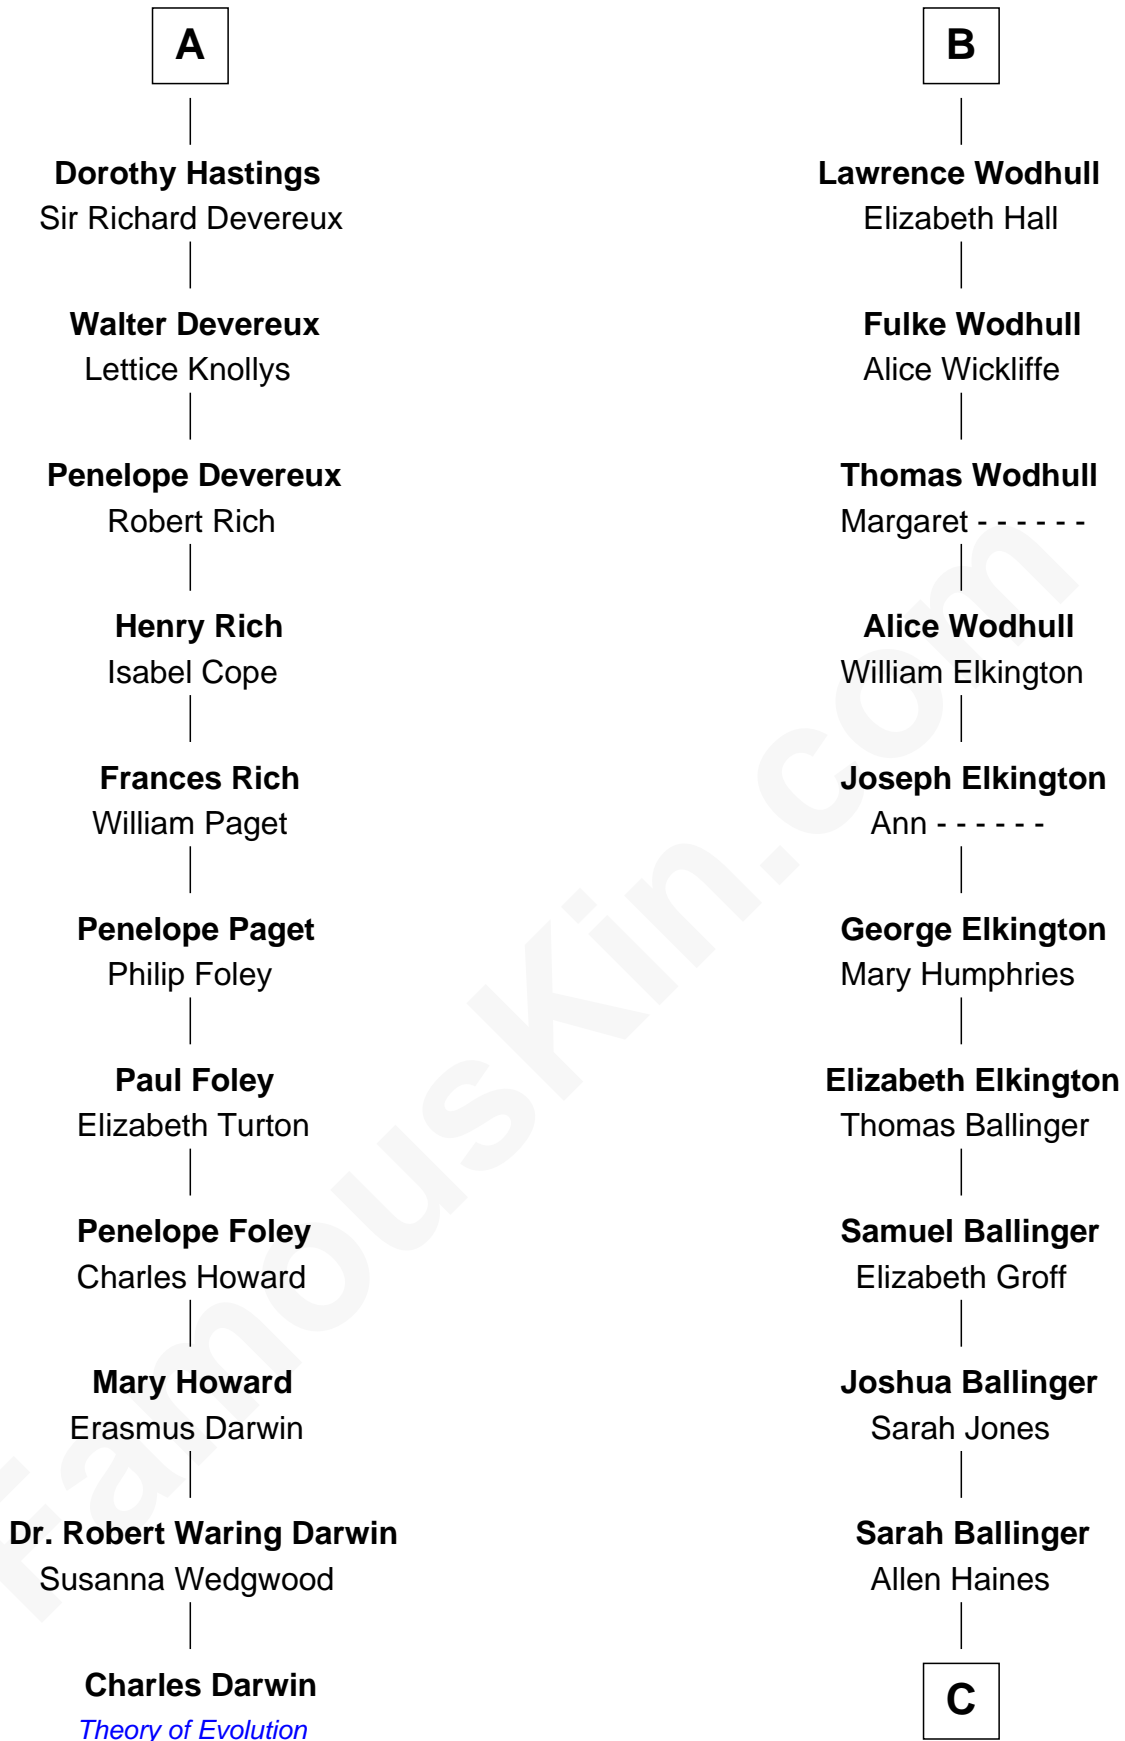 A
Dorothy Hastings
Sir Richard Devereux
Walter Devereux
Lettice Knollys
Penelope Devereux
Robert Rich
Henry Rich
Isabel Cope
Frances Rich
William Paget
Penelope Paget
Philip Foley
Paul Foley
Elizabeth Turton
Penelope Foley
Charles Howard
Mary Howard
Erasmus Darwin
Dr. Robert Waring Darwin
Susanna Wedgwood
Charles Darwin
Theory of Evolution
B
Lawrence Wodhull
Elizabeth Hall
Fulke Wodhull
Alice Wickliffe
Thomas Wodhull
Margaret - - - - - -
Alice Wodhull
William Elkington
Joseph Elkington
Ann - - - - - -
George Elkington
Mary Humphries
Elizabeth Elkington
Thomas Ballinger
Samuel Ballinger
Elizabeth Groff
Joshua Ballinger
Sarah Jones
Sarah Ballinger
Allen Haines
C
FamousKin.com